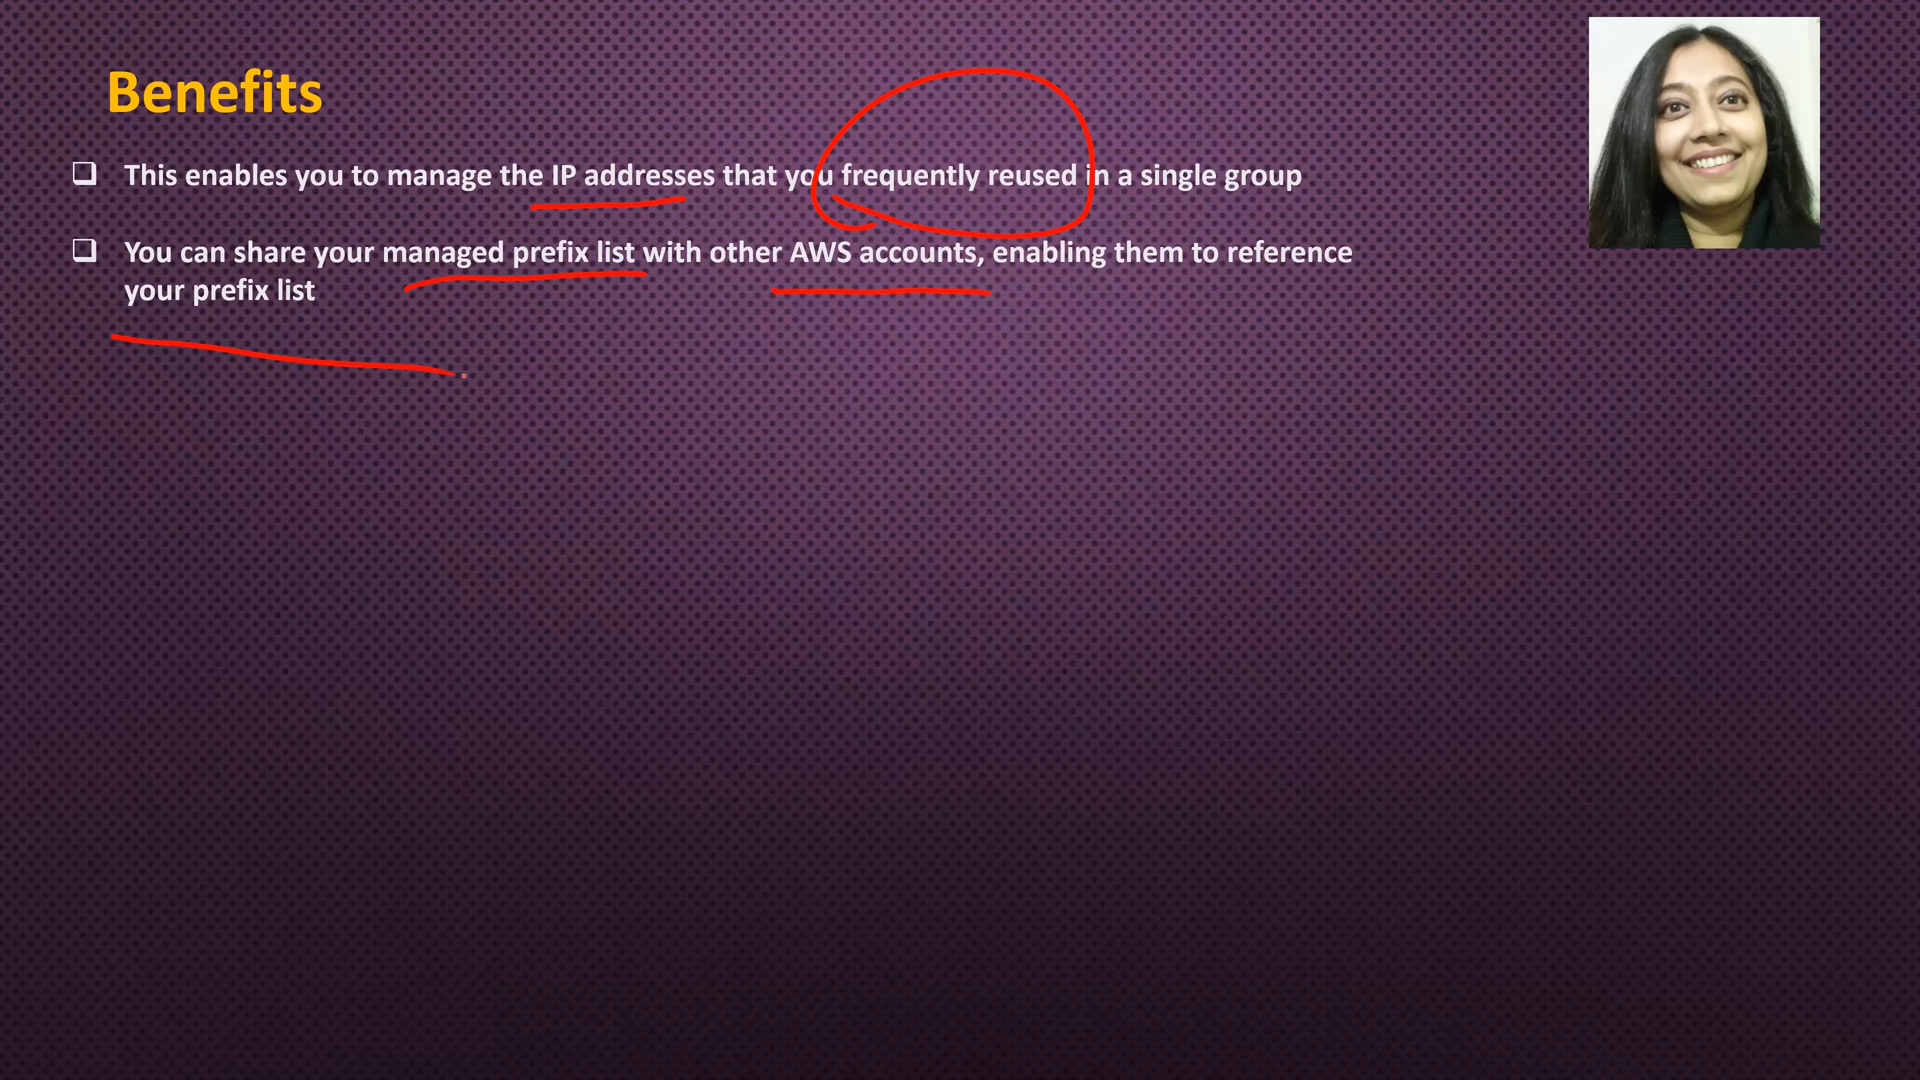 Benefits
This enables you to manage the IP addresses that you frequently reused in a single group
You can share your managed prefix list with other AWS accounts, enabling them to reference
your prefix list